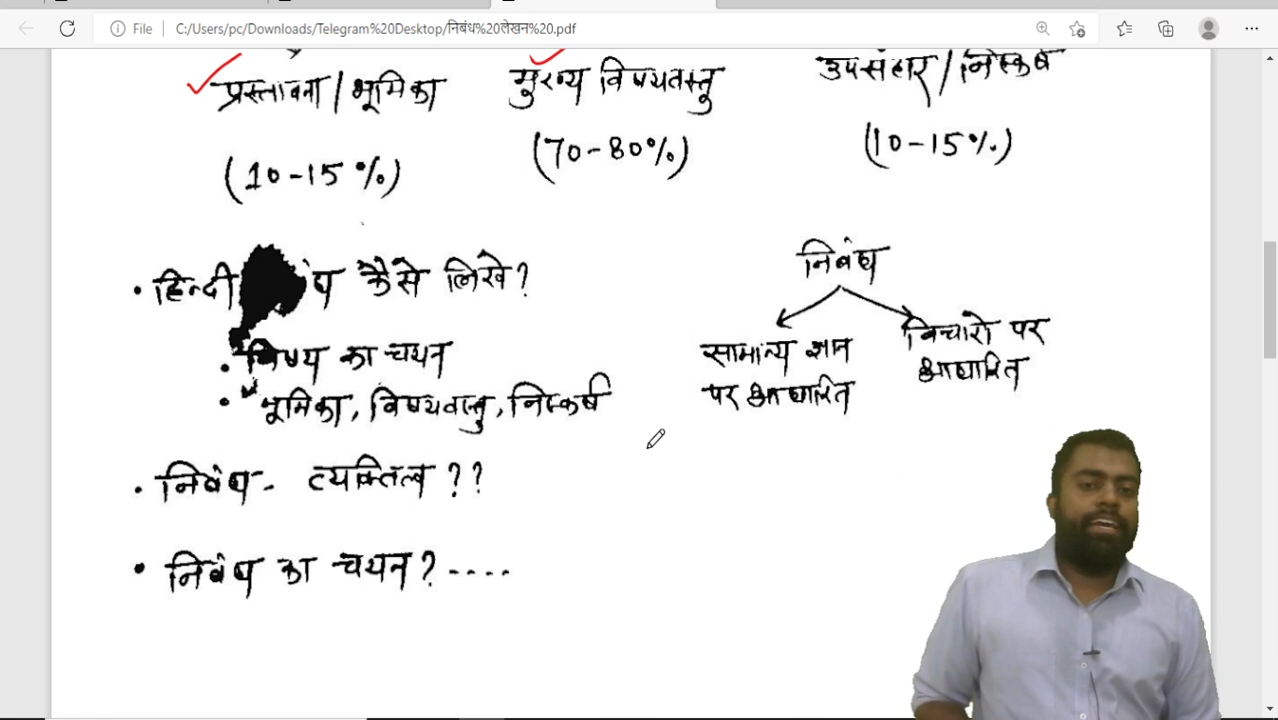 File C:/Users/pc/Downloads/Telegram%20Desktop/निबंध%20लेखन%20.pdf
प्रस्तावना/भूमिका मुख्य विषयवस्तु उपसंहार/निस्कर्ष
(10-15%) (70-80%) (10-15%)
• हिन्दी कैसे लिखे?
• विषय का चयन
• भूमिका, विषयवस्तु, निस्कर्ष
• निबंध - व्यक्तित्व ??
• निबंध का चयन? ....
निबंध
सामान्य ज्ञान पर आधारित
विचारो पर आधारित